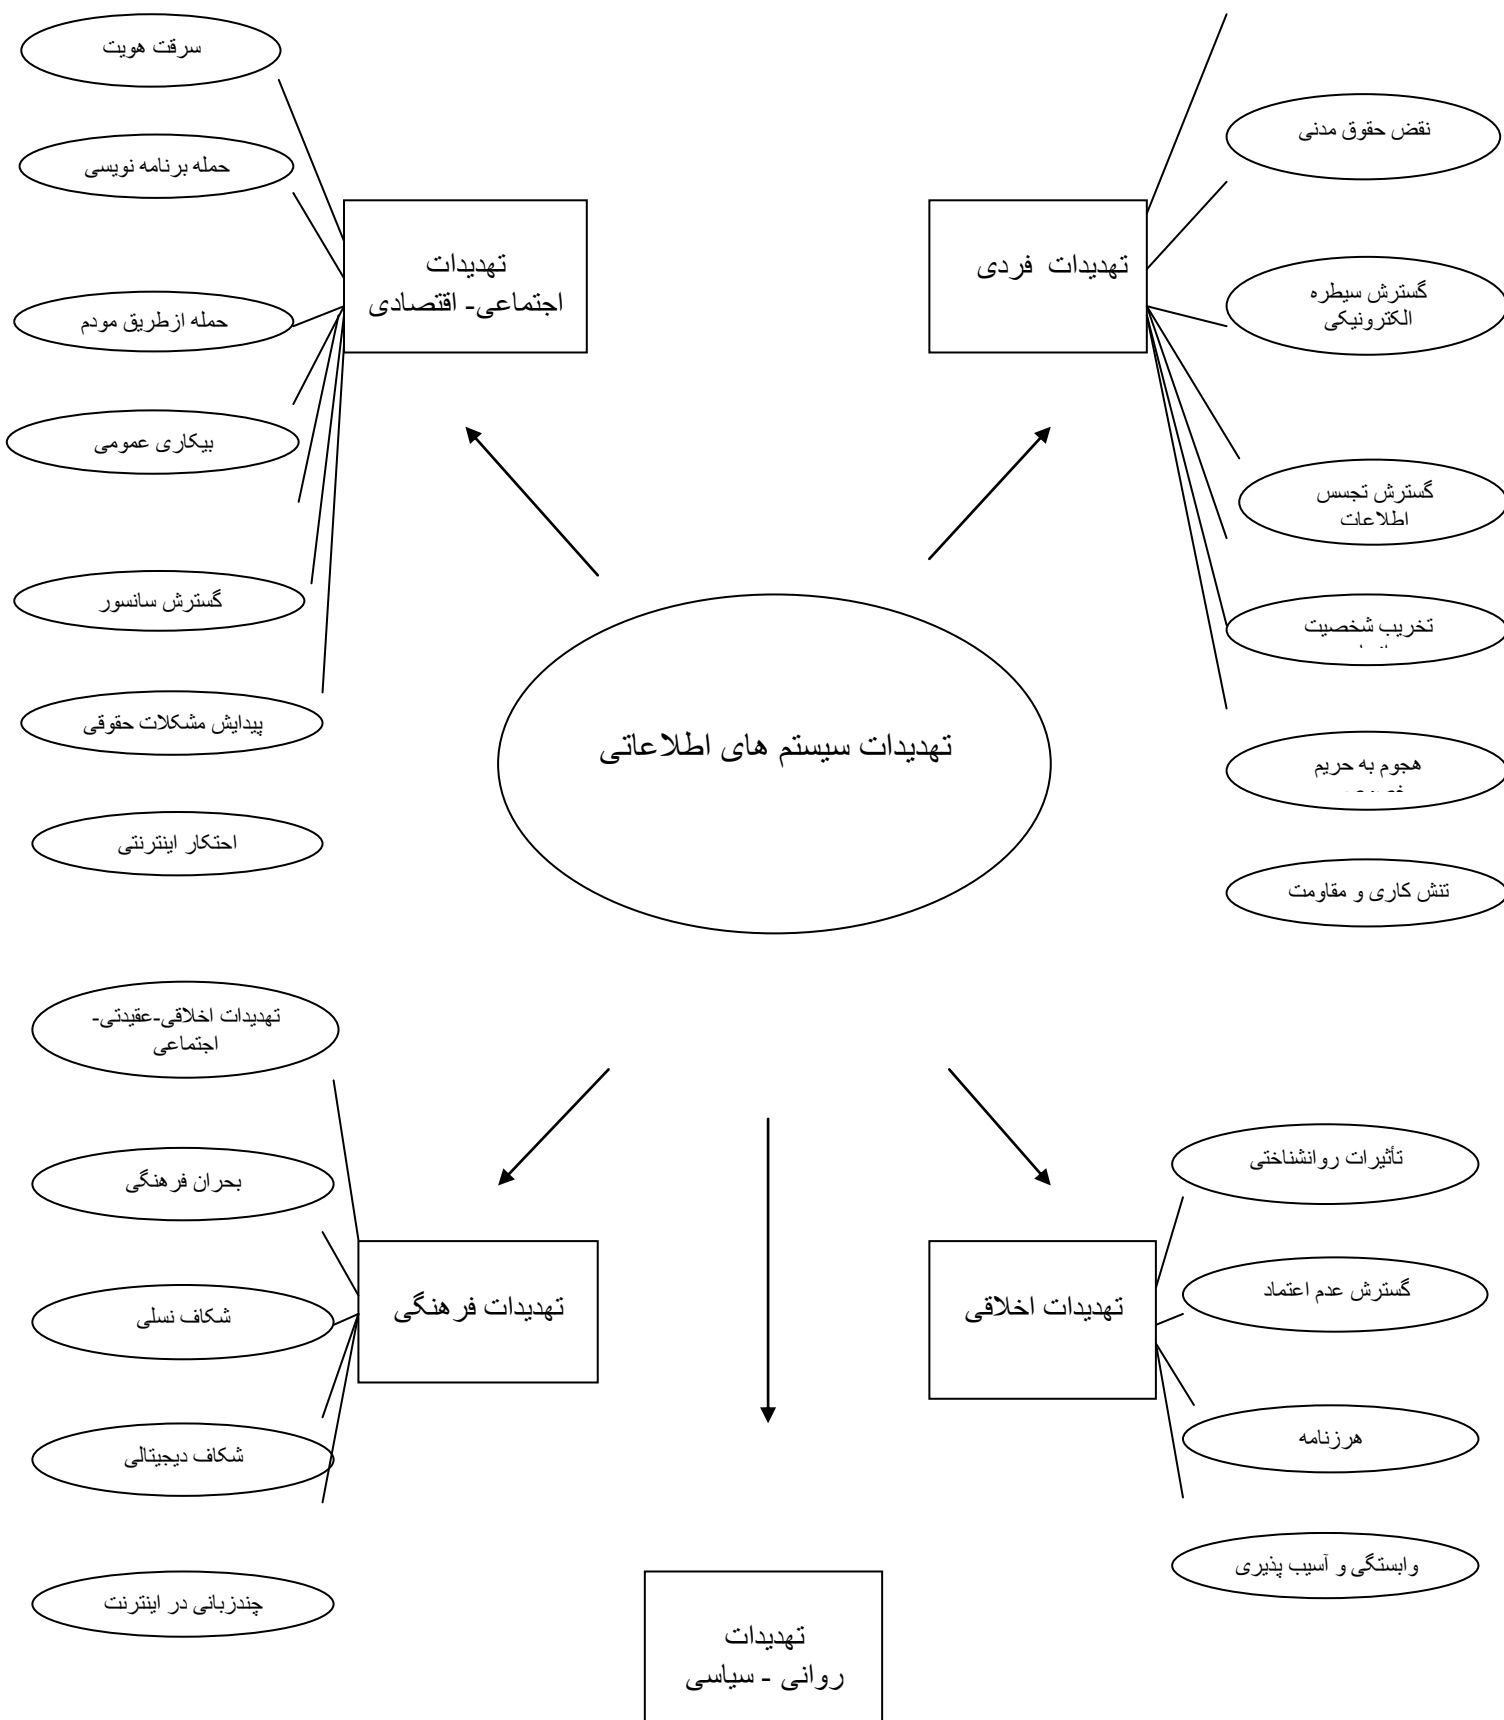 سرقت هویت
نقض حقوق مدنی
حمله برنامه نویسی
تهدیدات
اجتماعی- اقتصادی
تهدیدات فردی
گسترش سیطره
الکترونیکی
حمله ازطریق مودم
بیکاری عمومی
گسترش تجسس
اطلاعات
گسترش سانسور
تخریب شخصیت
پیدایش مشکلات حقوقی
تهدیدات سیستم های اطلاعاتی
هجوم به حریم
احتکار اینترنتی
تنش کاری و مقاومت
تهدیدات اخلاقی-عقیدتی-
اجتماعی
تأثیرات روانشناختی
بحران فرهنگی
گسترش عدم اعتماد
تهدیدات فرهنگی
تهدیدات اخلاقی
شکاف نسلی
هرزنامه
شکاف دیجیتالی
وابستگی و آسیب پذیری
چندزبانی در اینترنت
تهدیدات
روانی - سیاسی